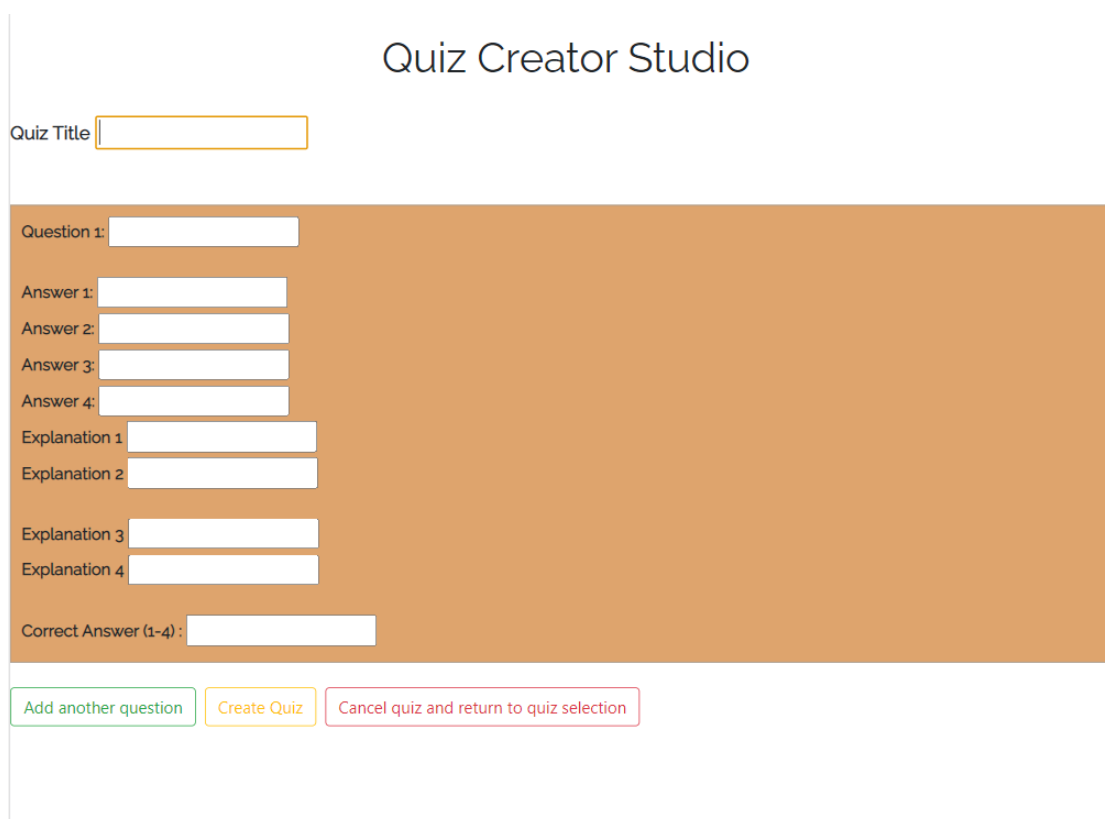 Quiz Creator Studio
Quiz Title
Question 1:
Answer 1:
Answer 2:
Answer 3:
Answer 4:
Explanation 1
Explanation 2
Explanation 3
Explanation 4
Correct Answer (1-4) :
Add another question Create Quiz Cancel quiz and return to quiz selection